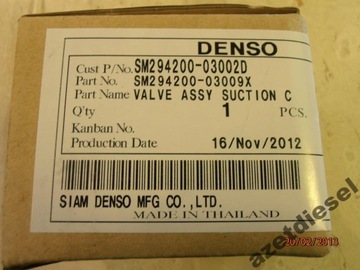 DENSO
Cust P/No. SM294200-03002D
Part No. SM294200-03009X
Part Name VALVE ASSY SUCTION C
Q'ty 1 PCS.
Kanban No.
Production Date 16/Nov/2012
SIAM DENSO MFG CO.,LTD.
MADE IN THAILAND
20/02/2013
azetdiesel